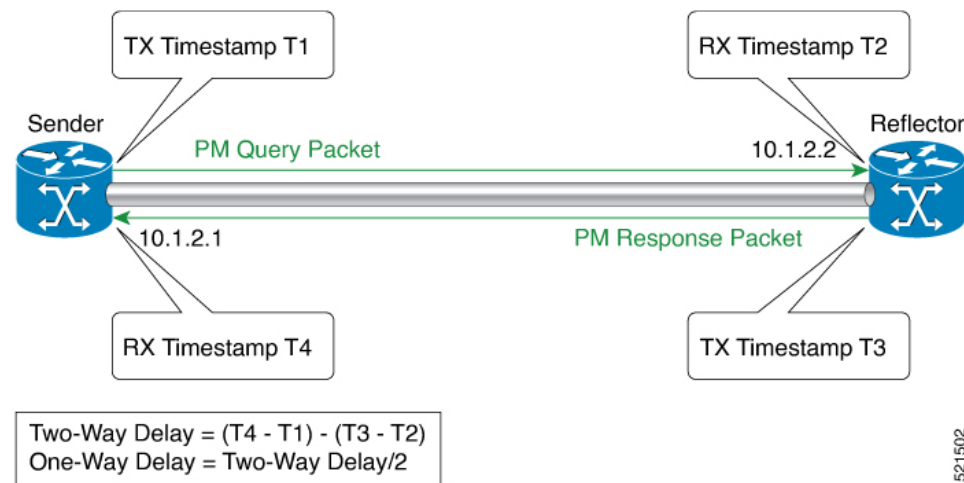 TX Timestamp T1
RX Timestamp T2
Sender
Reflector
PM Query Packet
10.1.2.2
10.1.2.1
PM Response Packet
RX Timestamp T4
TX Timestamp T3
Two-Way Delay = (T4 - T1) - (T3 - T2)
One-Way Delay = Two-Way Delay/2
521502